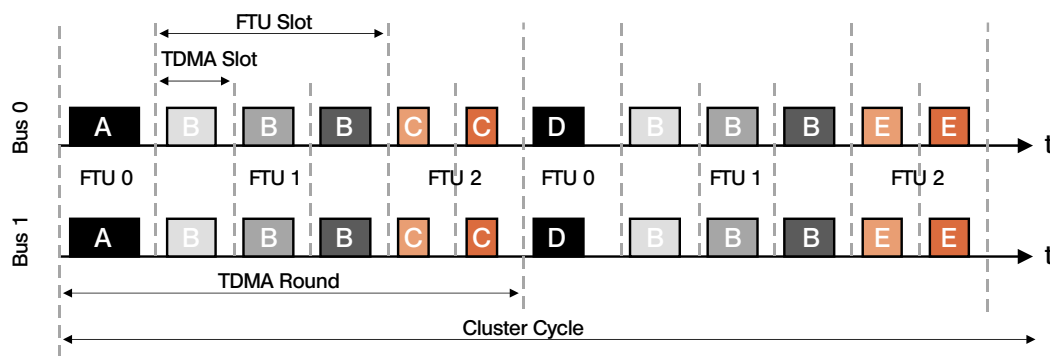 FTU Slot
TDMA Slot
Bus 0
A B B B C C D B B B E E t
FTU 0 FTU 1 FTU 2 FTU 0 FTU 1 FTU 2
Bus 1
A B B B C C D B B B E E t
TDMA Round
Cluster Cycle